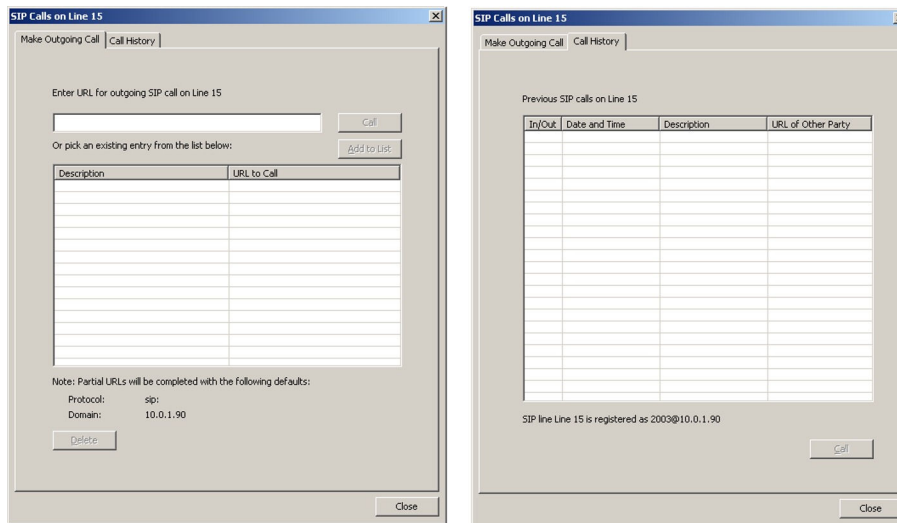 SIP Calls on Line 15
Make Outgoing Call Call History
Enter URL for outgoing SIP call on Line 15
Call
Or pick an existing entry from the list below:
Add to List
Description URL to Call
Note: Partial URLs will be completed with the following defaults:
Protocol: sip:
Domain: 10.0.1.90
Delete
Close
SIP Calls on Line 15
Make Outgoing Call Call History
Previous SIP calls on Line 15
In/Out Date and Time Description URL of Other Party
SIP line Line 15 is registered as 2003@10.0.1.90
Call
Close